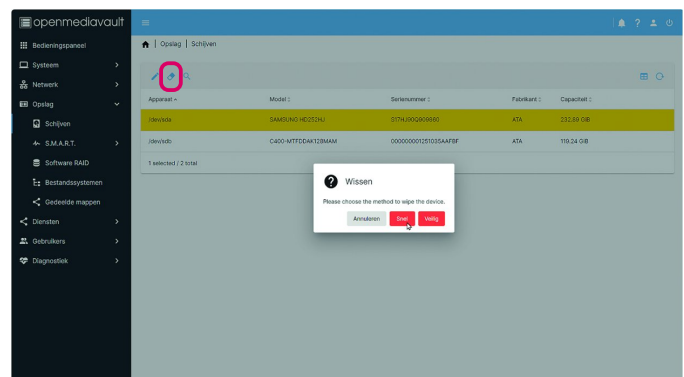 openmediavault
Opslag | Schijven
Bedieningspaneel
Systeem
Netwerk
Opslag
Schijven
S.M.A.R.T.
Software RAID
Bestandssystemen
Gedeelde mappen
Diensten
Gebruikers
Diagnostiek
Apparaat Model Serienummer Fabrikant Capaciteit
/dev/sda SAMSUNG HD252HJ S17HJ90Q909860 ATA 232.89 GiB
/dev/sdb C400-MTFDDAK128MAM 000000001251035AAFBF ATA 119.24 GiB
1 selected / 2 total
Wissen
Please choose the method to wipe the device.
Annuleren Snel Veilig